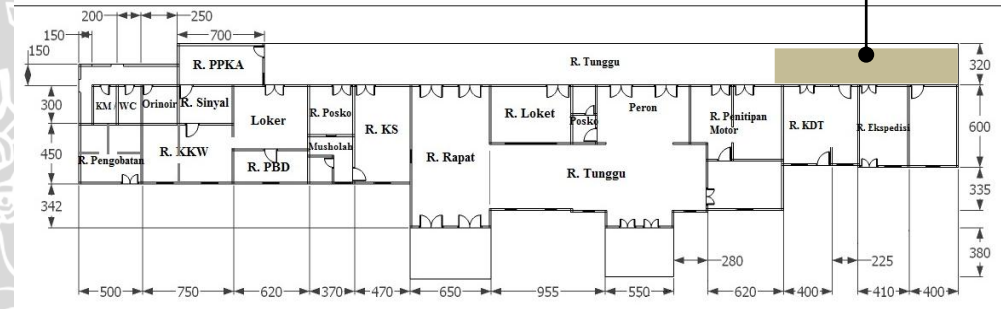 200
250
150
700
150
R. PPKA
R. Tunggu
320
300
KM
WC
Orinoir
R. Sinyal
Loker
R. Posko
R. KS
R. Loket
Posko
Peron
R. Penitipan
Motor
R. KDT
R. Ekspedisi
600
450
R. Pengobatan
R. KKW
R. PBD
Musholah
R. Rapat
R. Tunggu
342
335
380
280
225
500
750
620
370
470
650
955
550
620
400
410
400